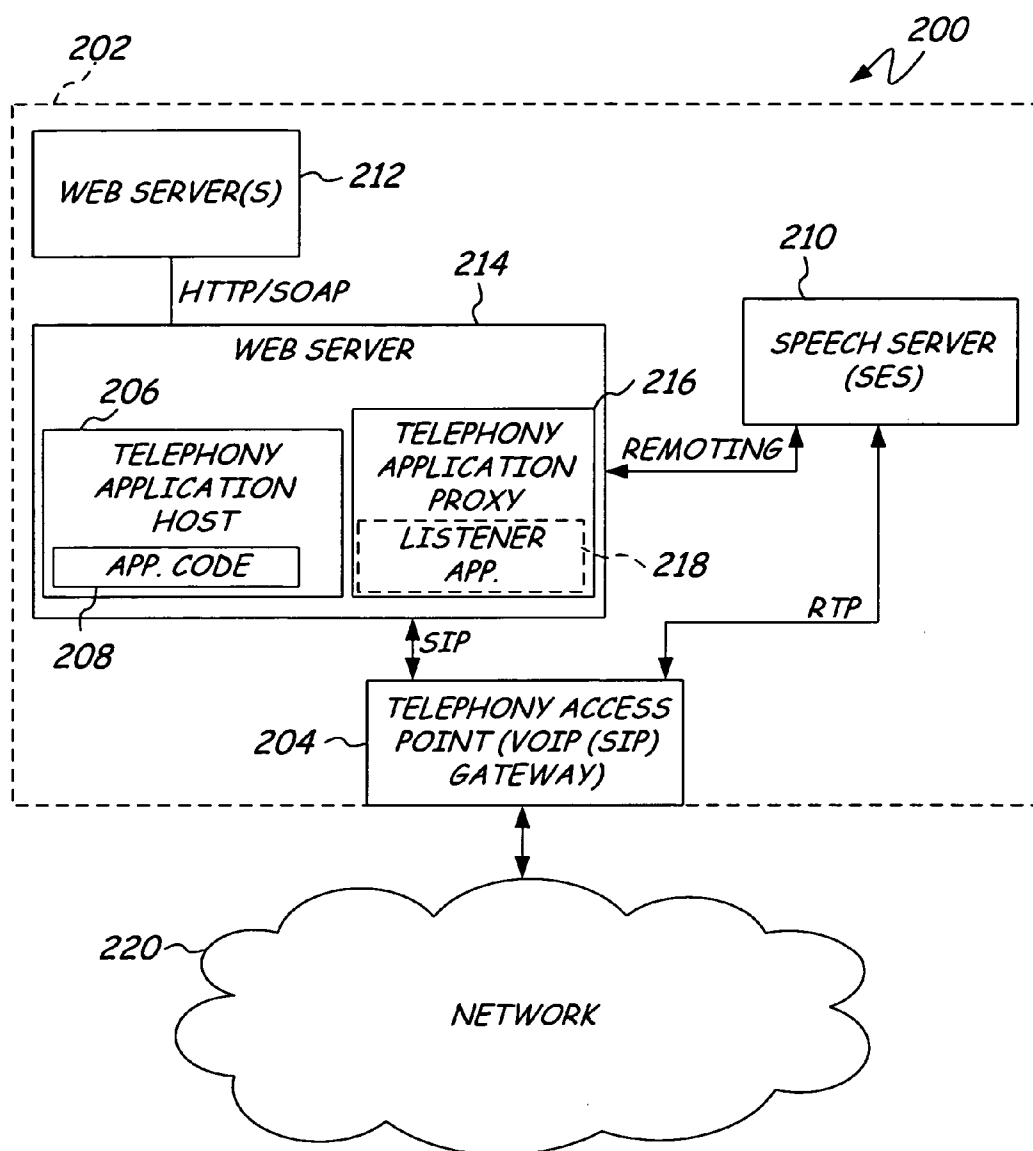 200
202
WEB SERVER(S)
212
HTTP/SOAP
214
210
WEB SERVER
SPEECH SERVER
(SES)
206
216
TELEPHONY
APPLICATION
HOST
APP. CODE
208
TELEPHONY
APPLICATION
PROXY
LISTENER
APP.
218
REMOTING
RTP
SIP
204
TELEPHONY ACCESS
POINT (VOIP (SIP)
GATEWAY)
220
NETWORK